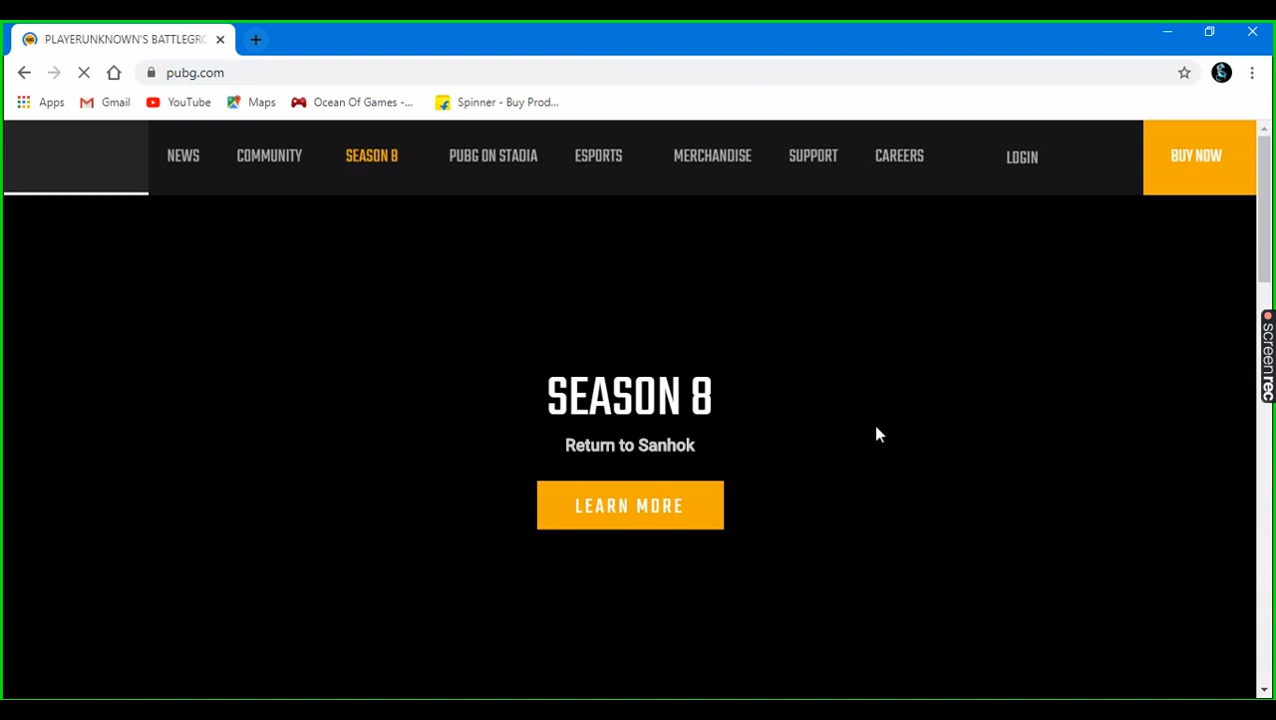 PLAYERUNKNOWN'S BATTLEGRO
pubg.com
Apps Gmail YouTube Maps Ocean Of Games -... Spinner - Buy Prod...
NEWS COMMUNITY SEASON 8 PUBG ON STADIA ESPORTS MERCHANDISE SUPPORT CAREERS LOGIN BUY NOW
SEASON 8
Return to Sanhok
LEARN MORE
screenrec